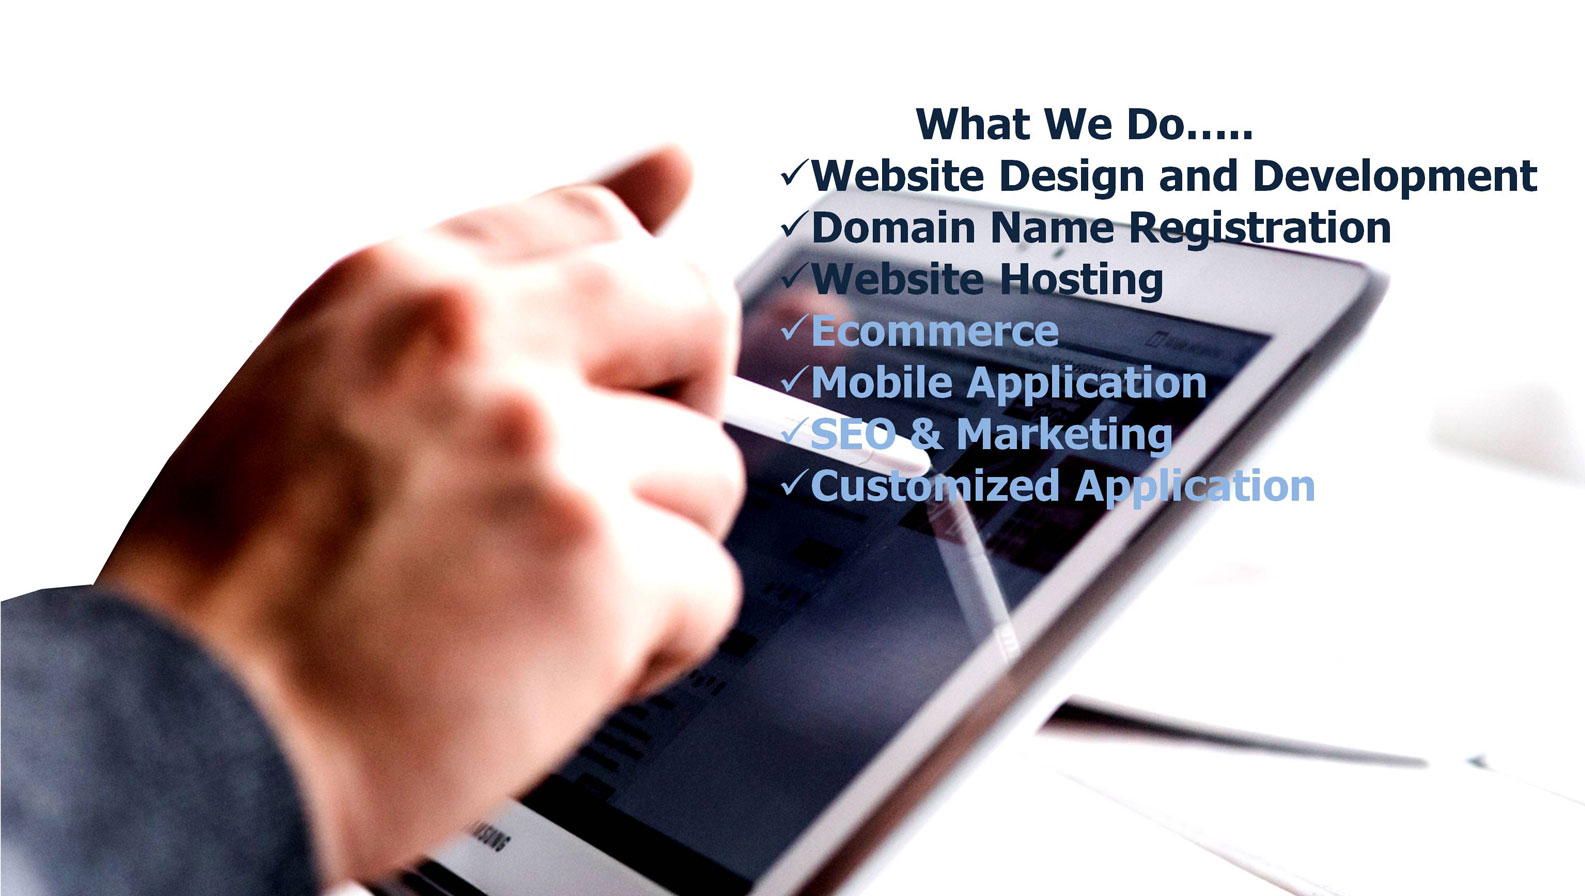 What We Do.....
✓Website Design and Development
✓Domain Name Registration
✓Website Hosting
✓Ecommerce
✓Mobile Application
✓SEO & Marketing
✓Customized Application
SAMSUNG